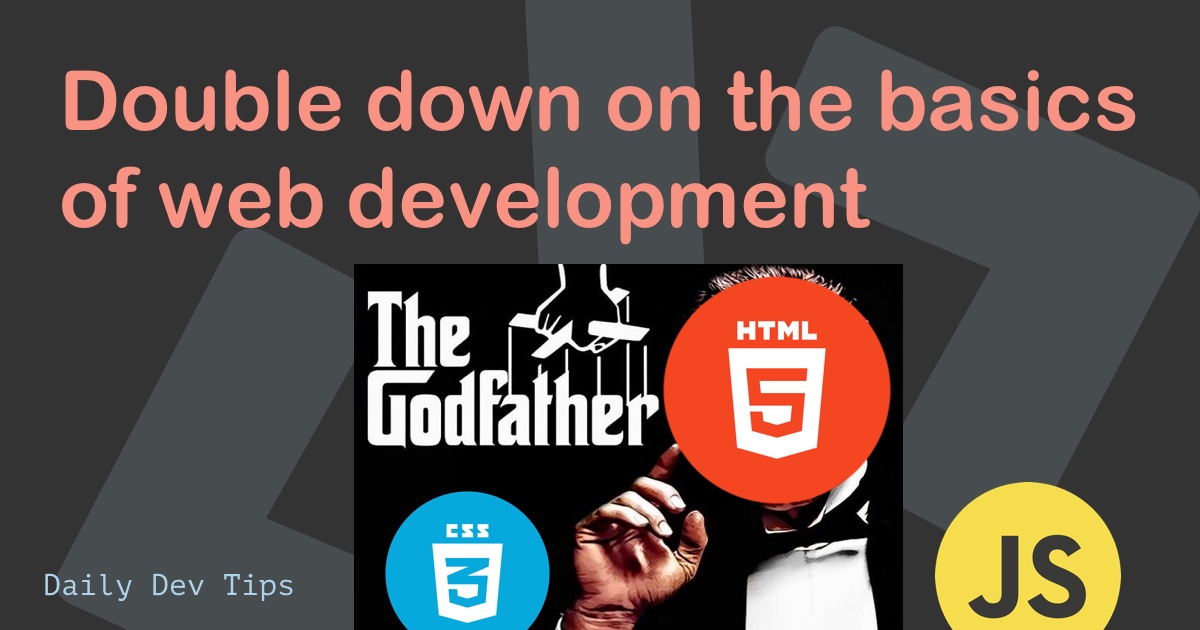 Double down on the basics
of web development
The
Godfather
HTML
5
CSS
3
JS
Daily Dev Tips